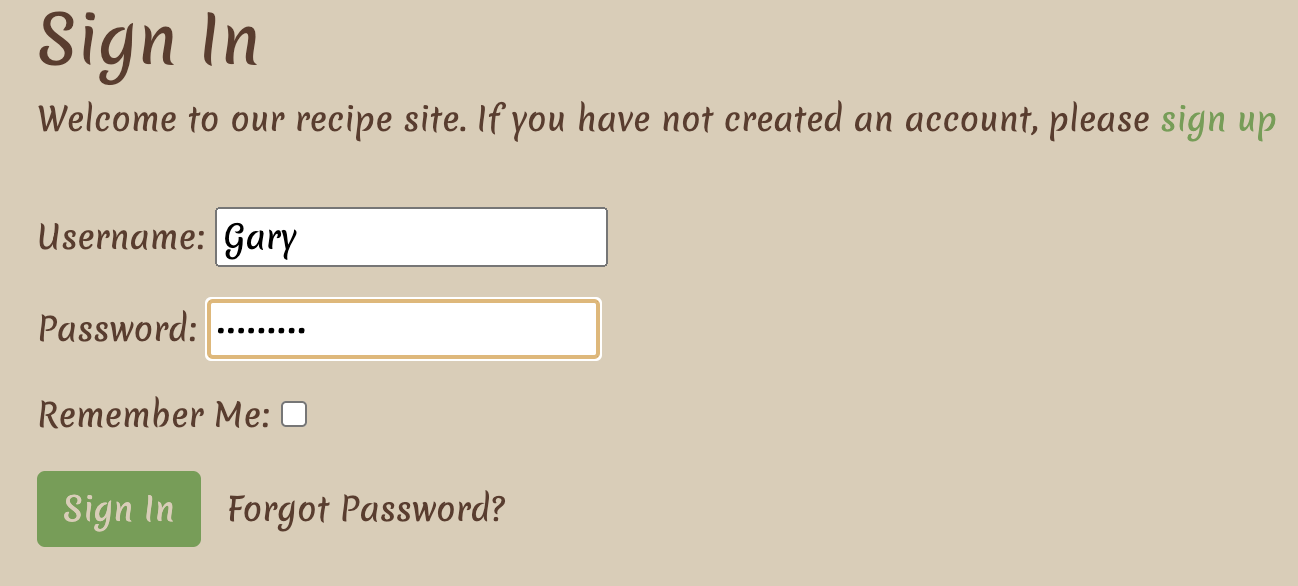 Sign In
Welcome to our recipe site. If you have not created an account, please sign up
Username: Gary
Password: •••••••••
Remember Me:
Sign In Forgot Password?